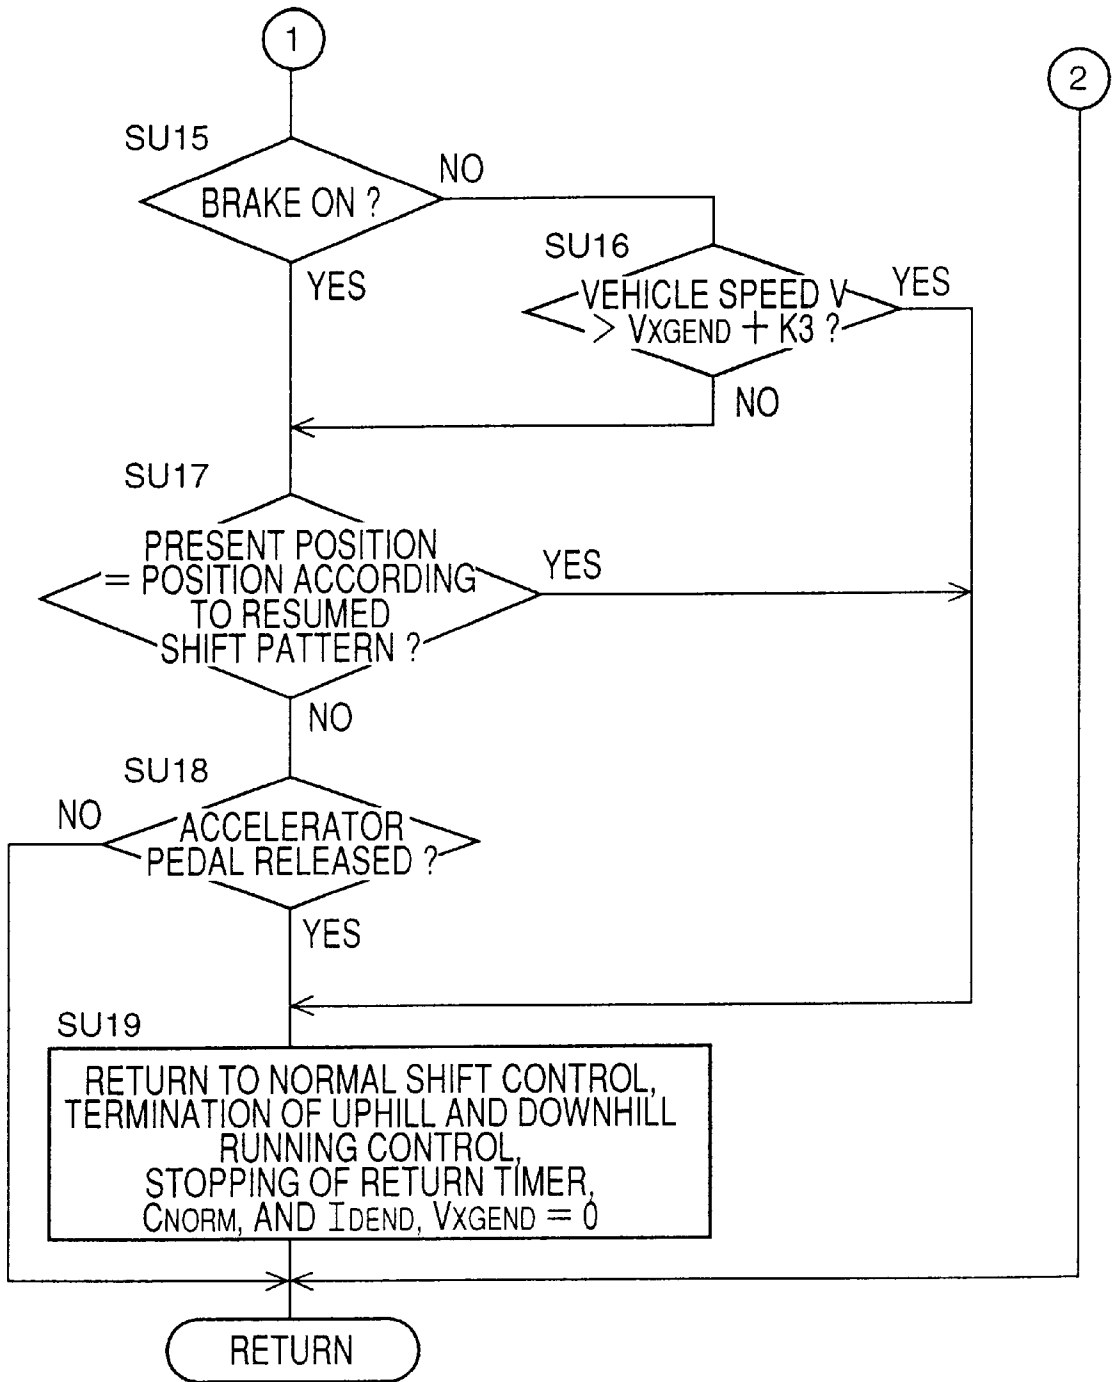 1
2
SU15
NO
BRAKE ON ?
YES
SU16
YES
VEHICLE SPEED V
> VXGEND + K3 ?
NO
SU17
PRESENT POSITION
= POSITION ACCORDING
TO RESUMED
SHIFT PATTERN ?
YES
NO
SU18
NO
ACCELERATOR
PEDAL RELEASED ?
YES
SU19
RETURN TO NORMAL SHIFT CONTROL,
TERMINATION OF UPHILL AND DOWNHILL
RUNNING CONTROL,
STOPPING OF RETURN TIMER,
CNORM, AND IDEND, VXGEND = 0
RETURN